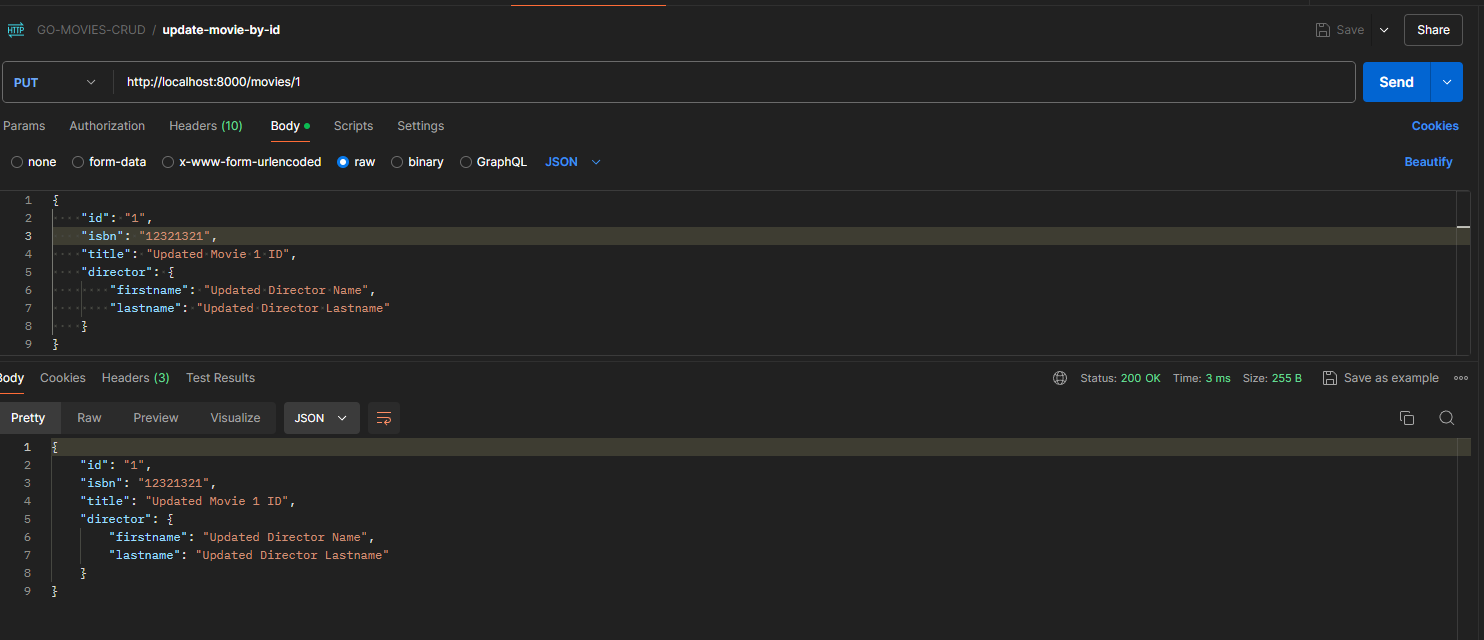 HTTP GO-MOVIES-CRUD / update-movie-by-id Save Share
PUT http://localhost:8000/movies/1 Send
Params Authorization Headers (10) Body Scripts Settings Cookies
none form-data x-www-form-urlencoded raw binary GraphQL JSON Beautify
1 {
2 "id": "1",
3 "isbn": "12321321",
4 "title": "Updated Movie 1 ID",
5 "director": {
6 "firstname": "Updated Director Name",
7 "lastname": "Updated Director Lastname"
8 }
9 }
Body Cookies Headers (3) Test Results Status: 200 OK Time: 3 ms Size: 255 B Save as example
Pretty Raw Preview Visualize JSON
1 {
2 "id": "1",
3 "isbn": "12321321",
4 "title": "Updated Movie 1 ID",
5 "director": {
6 "firstname": "Updated Director Name",
7 "lastname": "Updated Director Lastname"
8 }
9 }